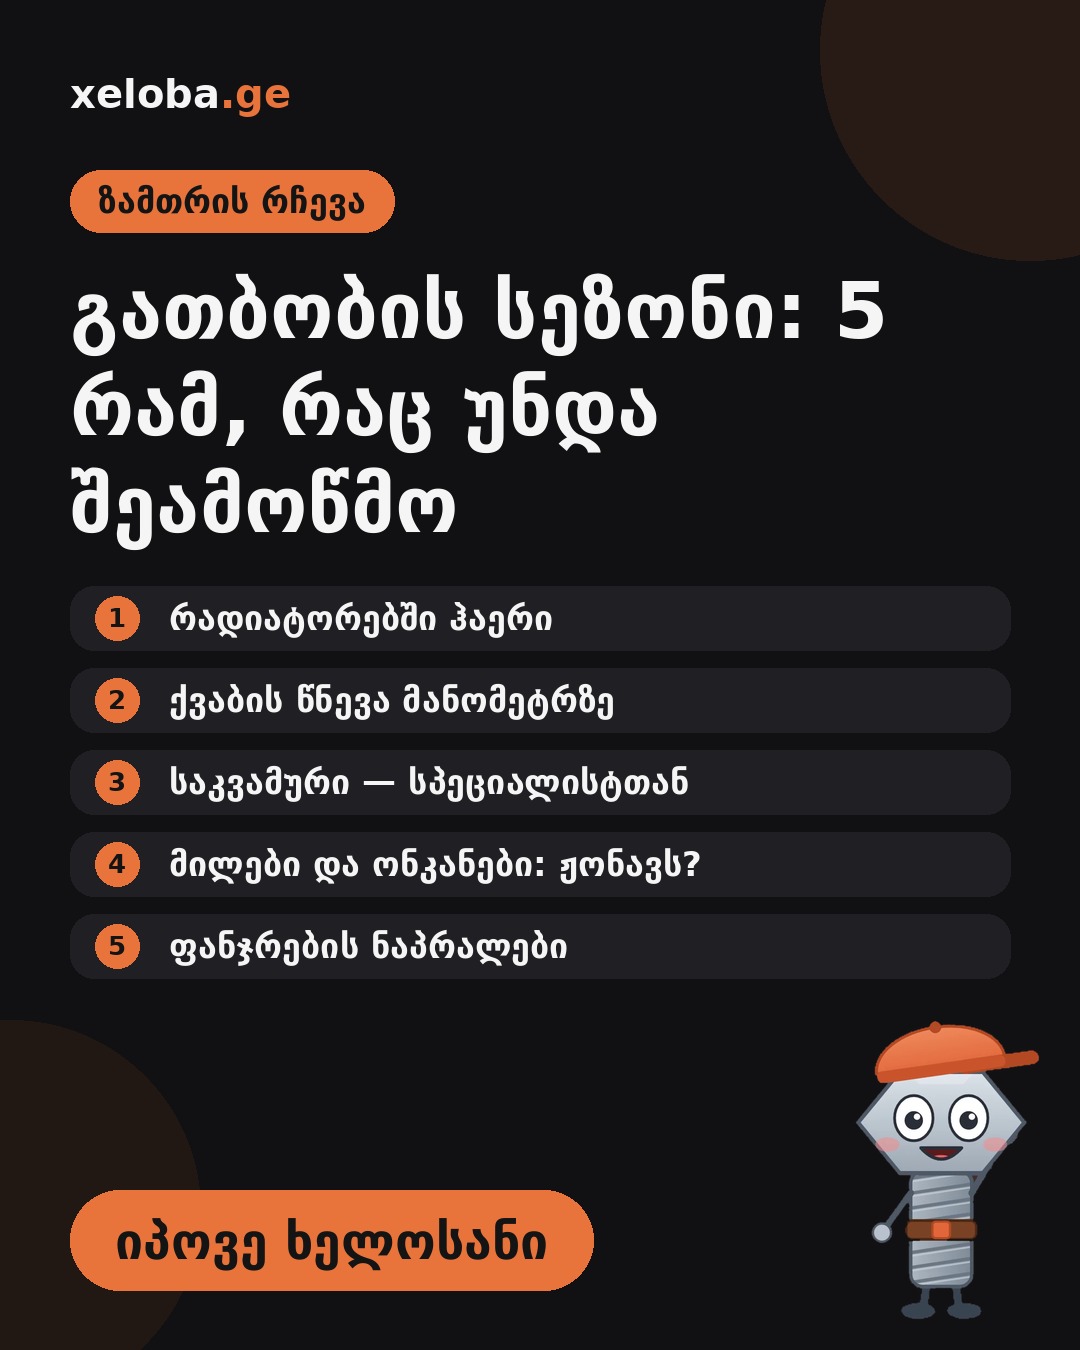 xeloba.ge
ზამთრის რჩევა
გათბობის სეზონი: 5
რამ, რაც უნდა
შეამოწმო
1 რადიატორებში ჰაერი
2 ქვაბის წნევა მანომეტრზე
3 საკვამური — სპეციალისტთან
4 მილები და ონკანები: ჟონავს?
5 ფანჯრების ნაპრალები
იპოვე ხელოსანი